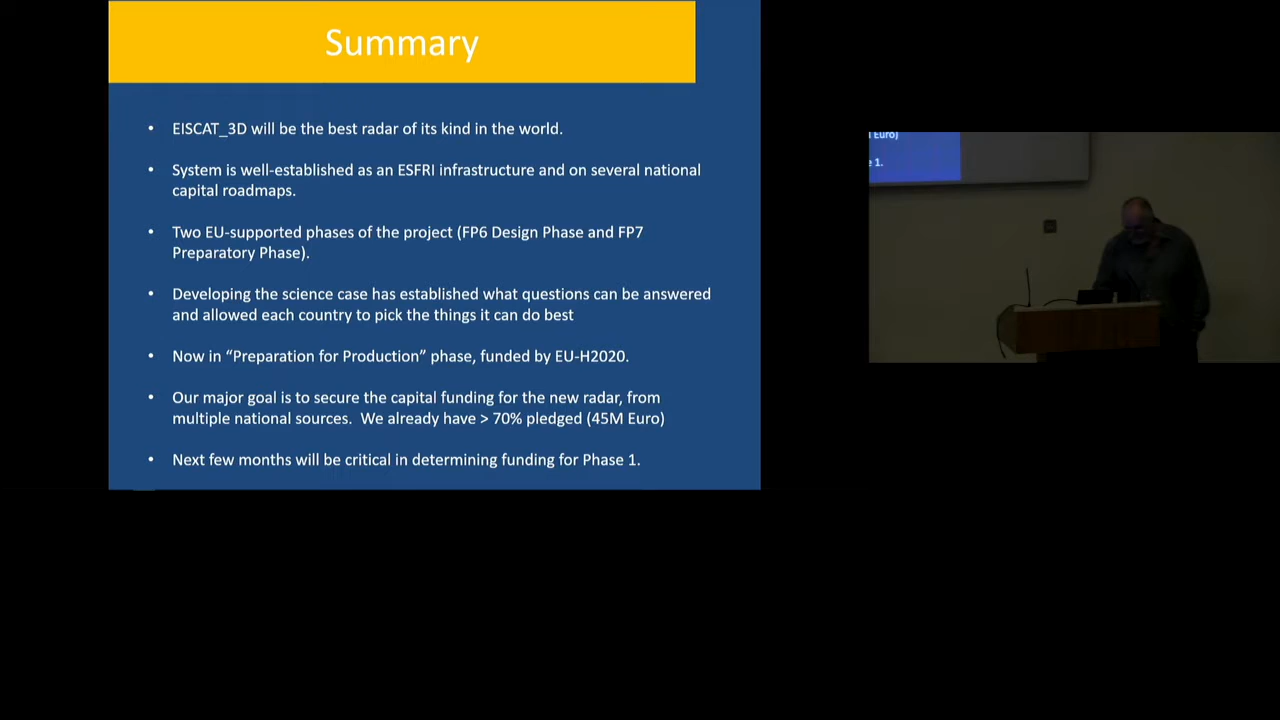 Summary
• EISCAT_3D will be the best radar of its kind in the world.
• System is well-established as an ESFRI infrastructure and on several national
capital roadmaps.
• Two EU-supported phases of the project (FP6 Design Phase and FP7
Preparatory Phase).
• Developing the science case has established what questions can be answered
and allowed each country to pick the things it can do best
• Now in “Preparation for Production” phase, funded by EU-H2020.
• Our major goal is to secure the capital funding for the new radar, from
multiple national sources.  We already have > 70% pledged (45M Euro)
• Next few months will be critical in determining funding for Phase 1.
Euro)
e 1.